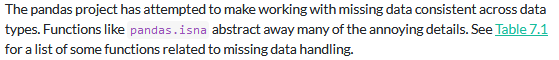 The pandas project has attempted to make working with missing data consistent across data
types. Functions like pandas.isna abstract away many of the annoying details. See Table 7.1
for a list of some functions related to missing data handling.